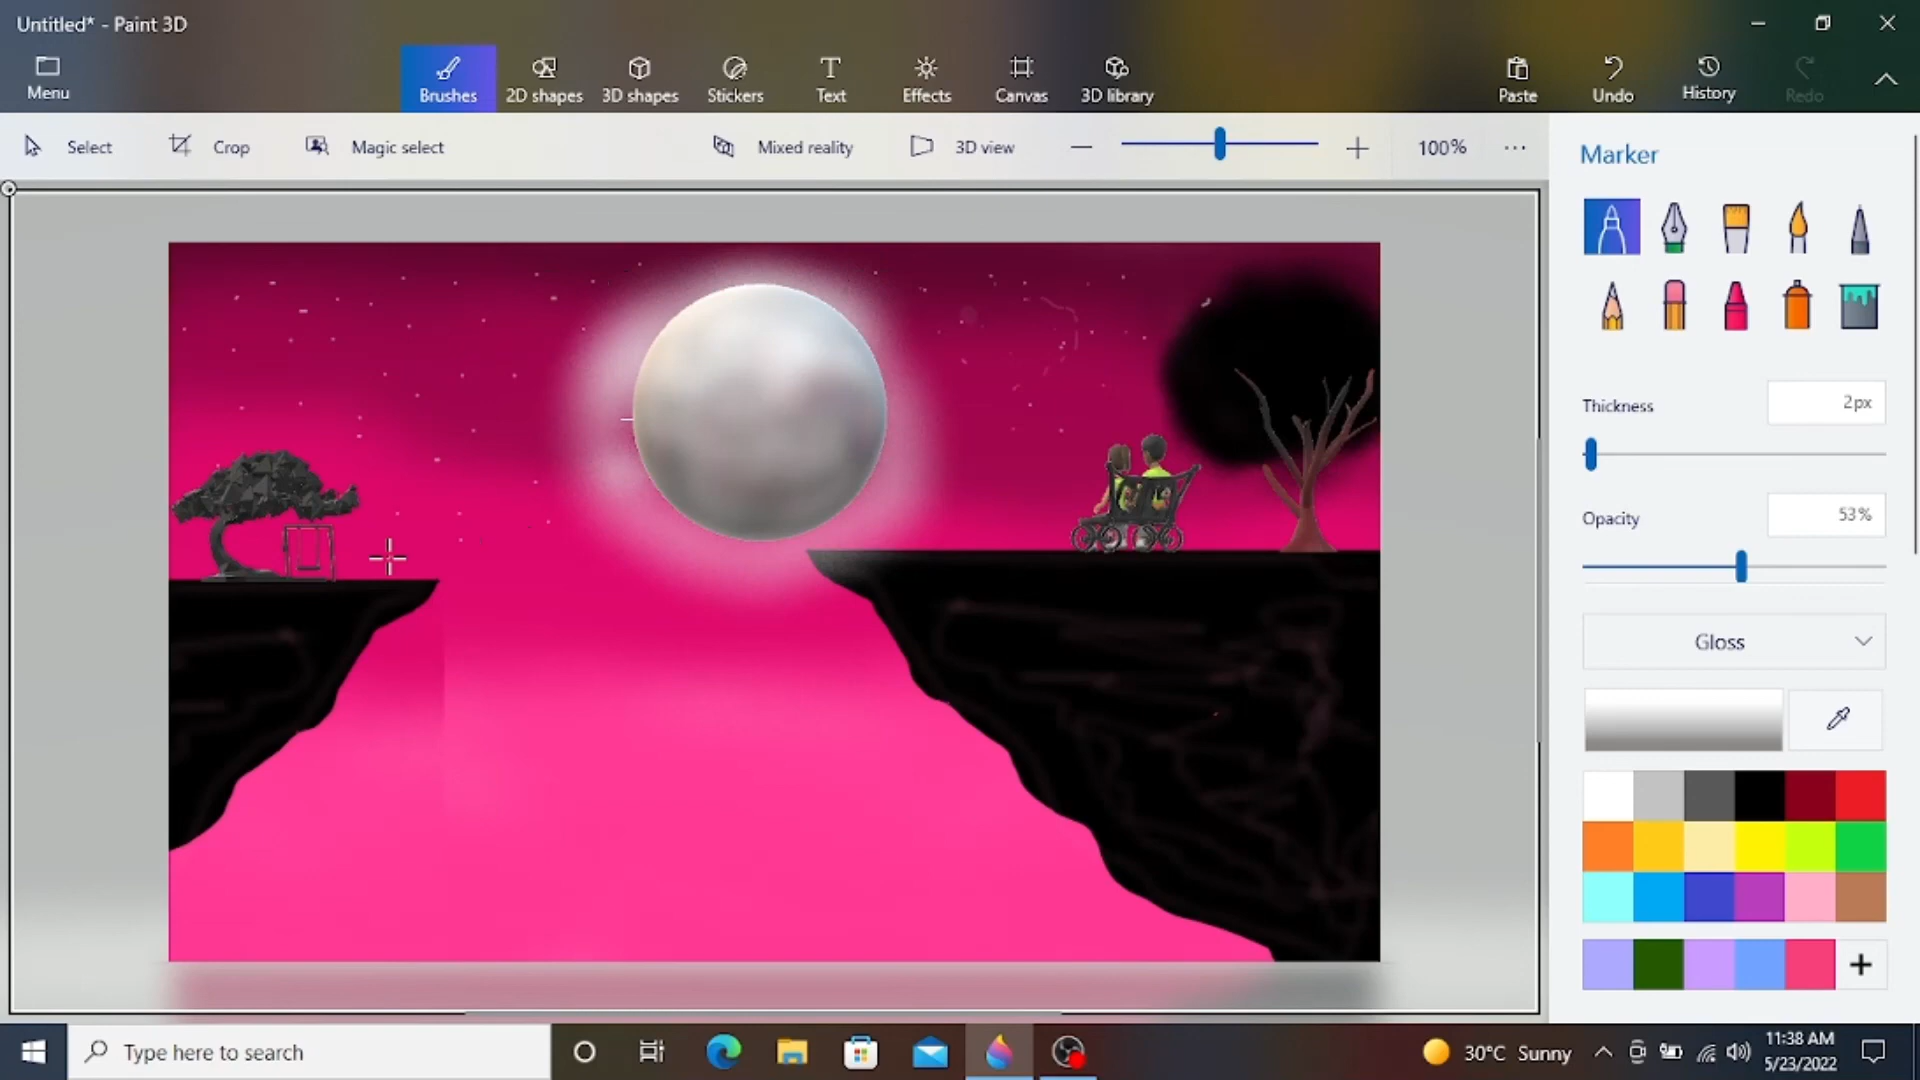 Untitled* - Paint 3D
Menu
Brushes
2D shapes
3D shapes
Stickers
Text
Effects
Canvas
3D library
Paste
Undo
History
Redo
Select
Crop
Magic select
Mixed reality
3D view
100%
Marker
Thickness
2px
Opacity
53%
Gloss
Type here to search
30°C Sunny
11:38 AM
5/23/2022